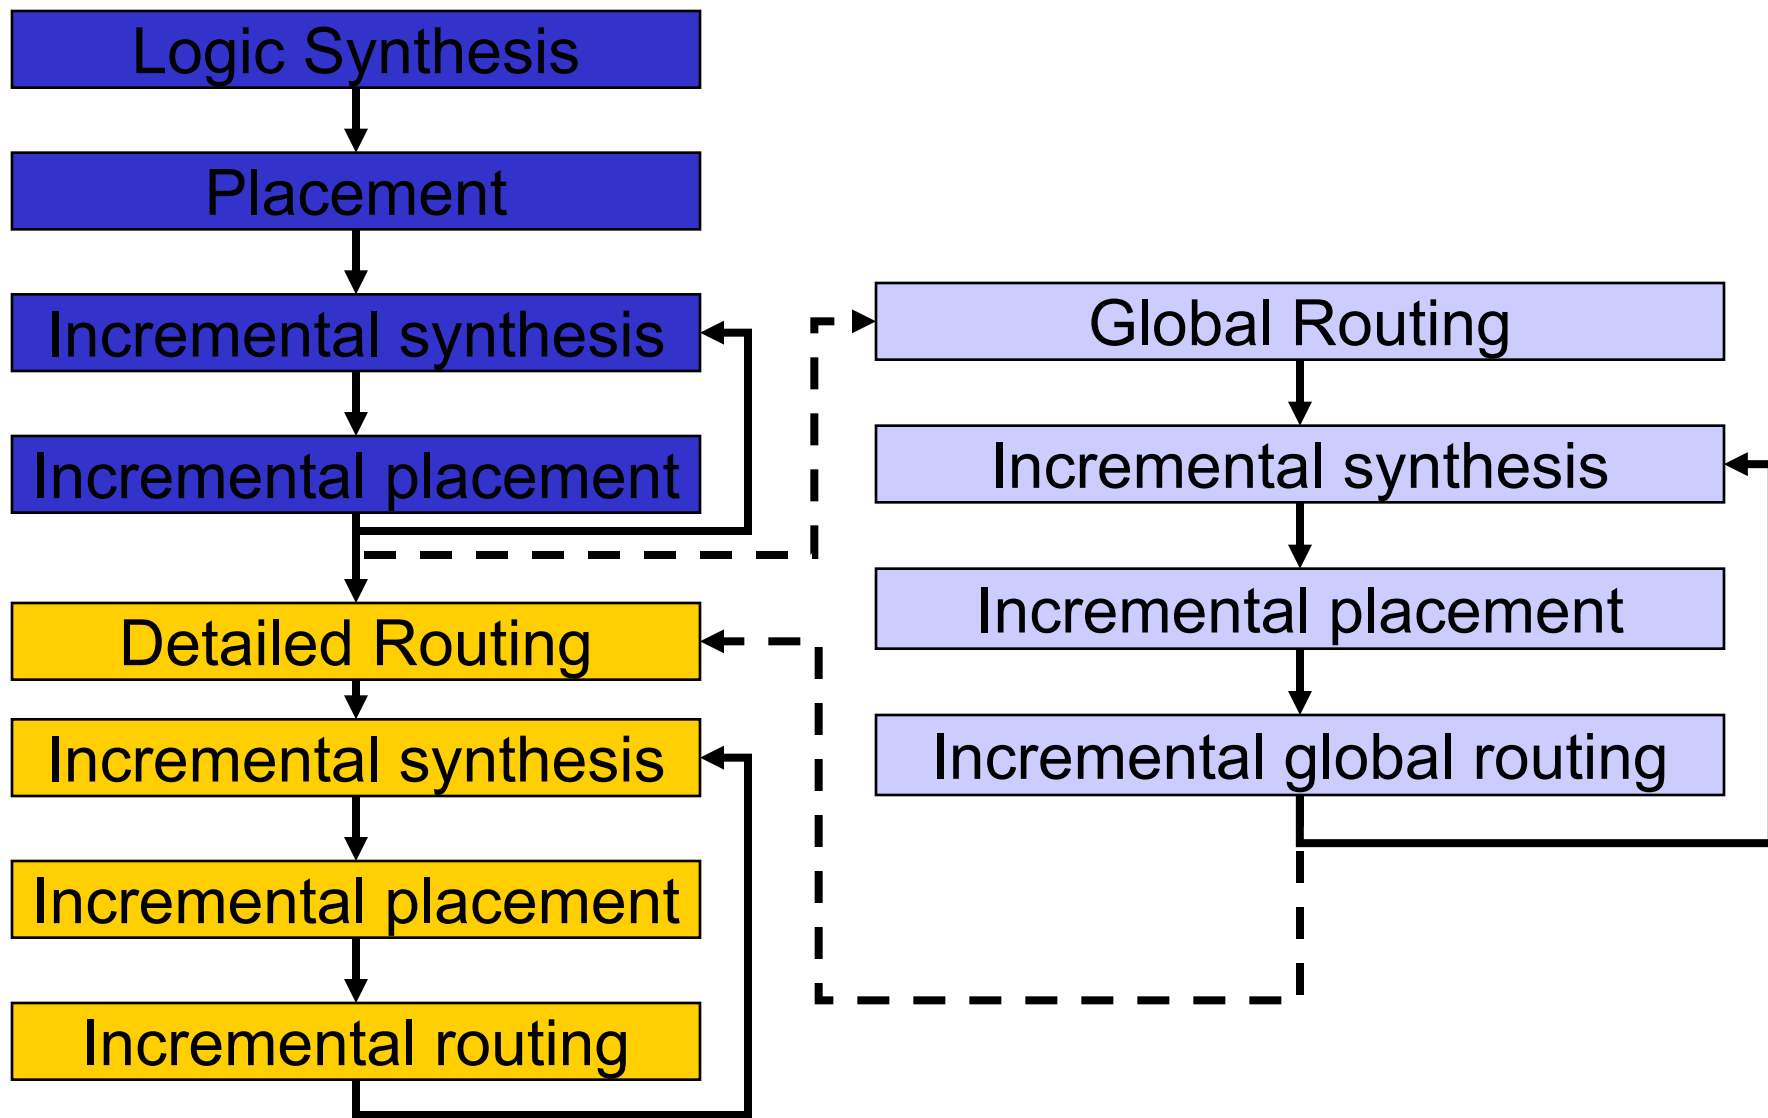 Logic Synthesis
Placement
Incremental synthesis
Incremental placement
Detailed Routing
Incremental synthesis
Incremental placement
Incremental routing
Global Routing
Incremental synthesis
Incremental placement
Incremental global routing